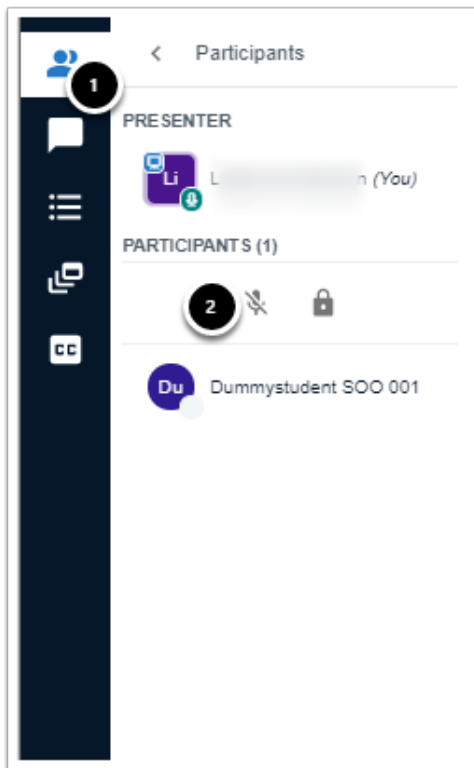 Participants
1
PRESENTER
Li
L n (You)
PARTICIPANTS (1)
2
CC
Du
Dummystudent SOO 001